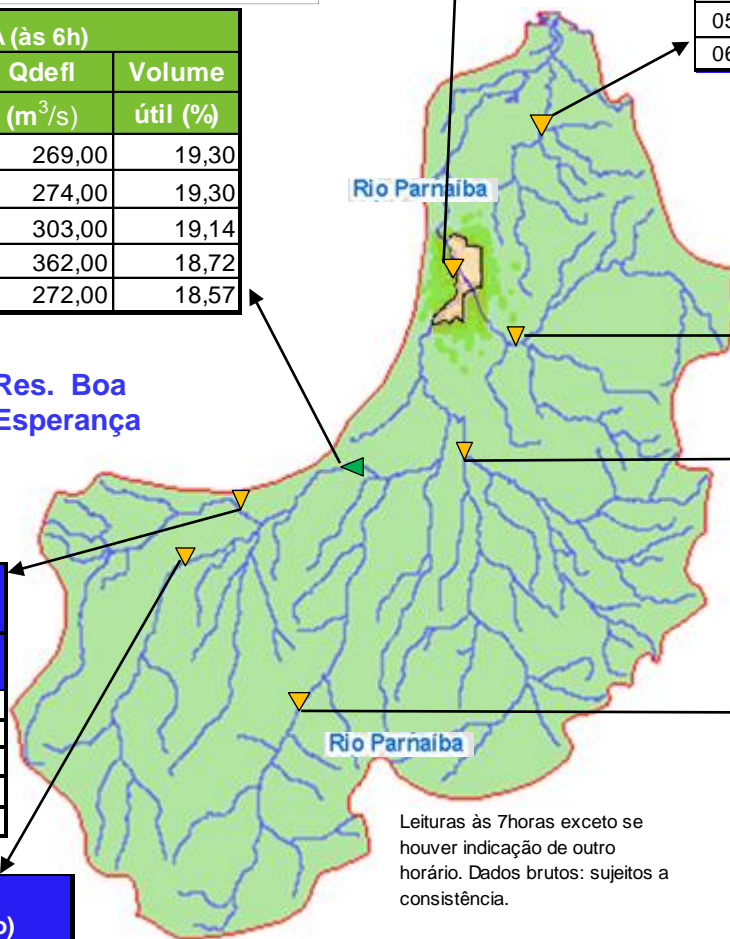 A (às 6h)
Qdefl Volume
(m³/s) útil (%)
269,00 19,30
274,00 19,30
303,00 19,14
362,00 18,72
272,00 18,57
05
06
Rio Parnaíba
Res. Boa
Esperança
Rio Parnaíba
Leituras às 7horas exceto se
houver indicação de outro
horário. Dados brutos: sujeitos a
consistência.
o)